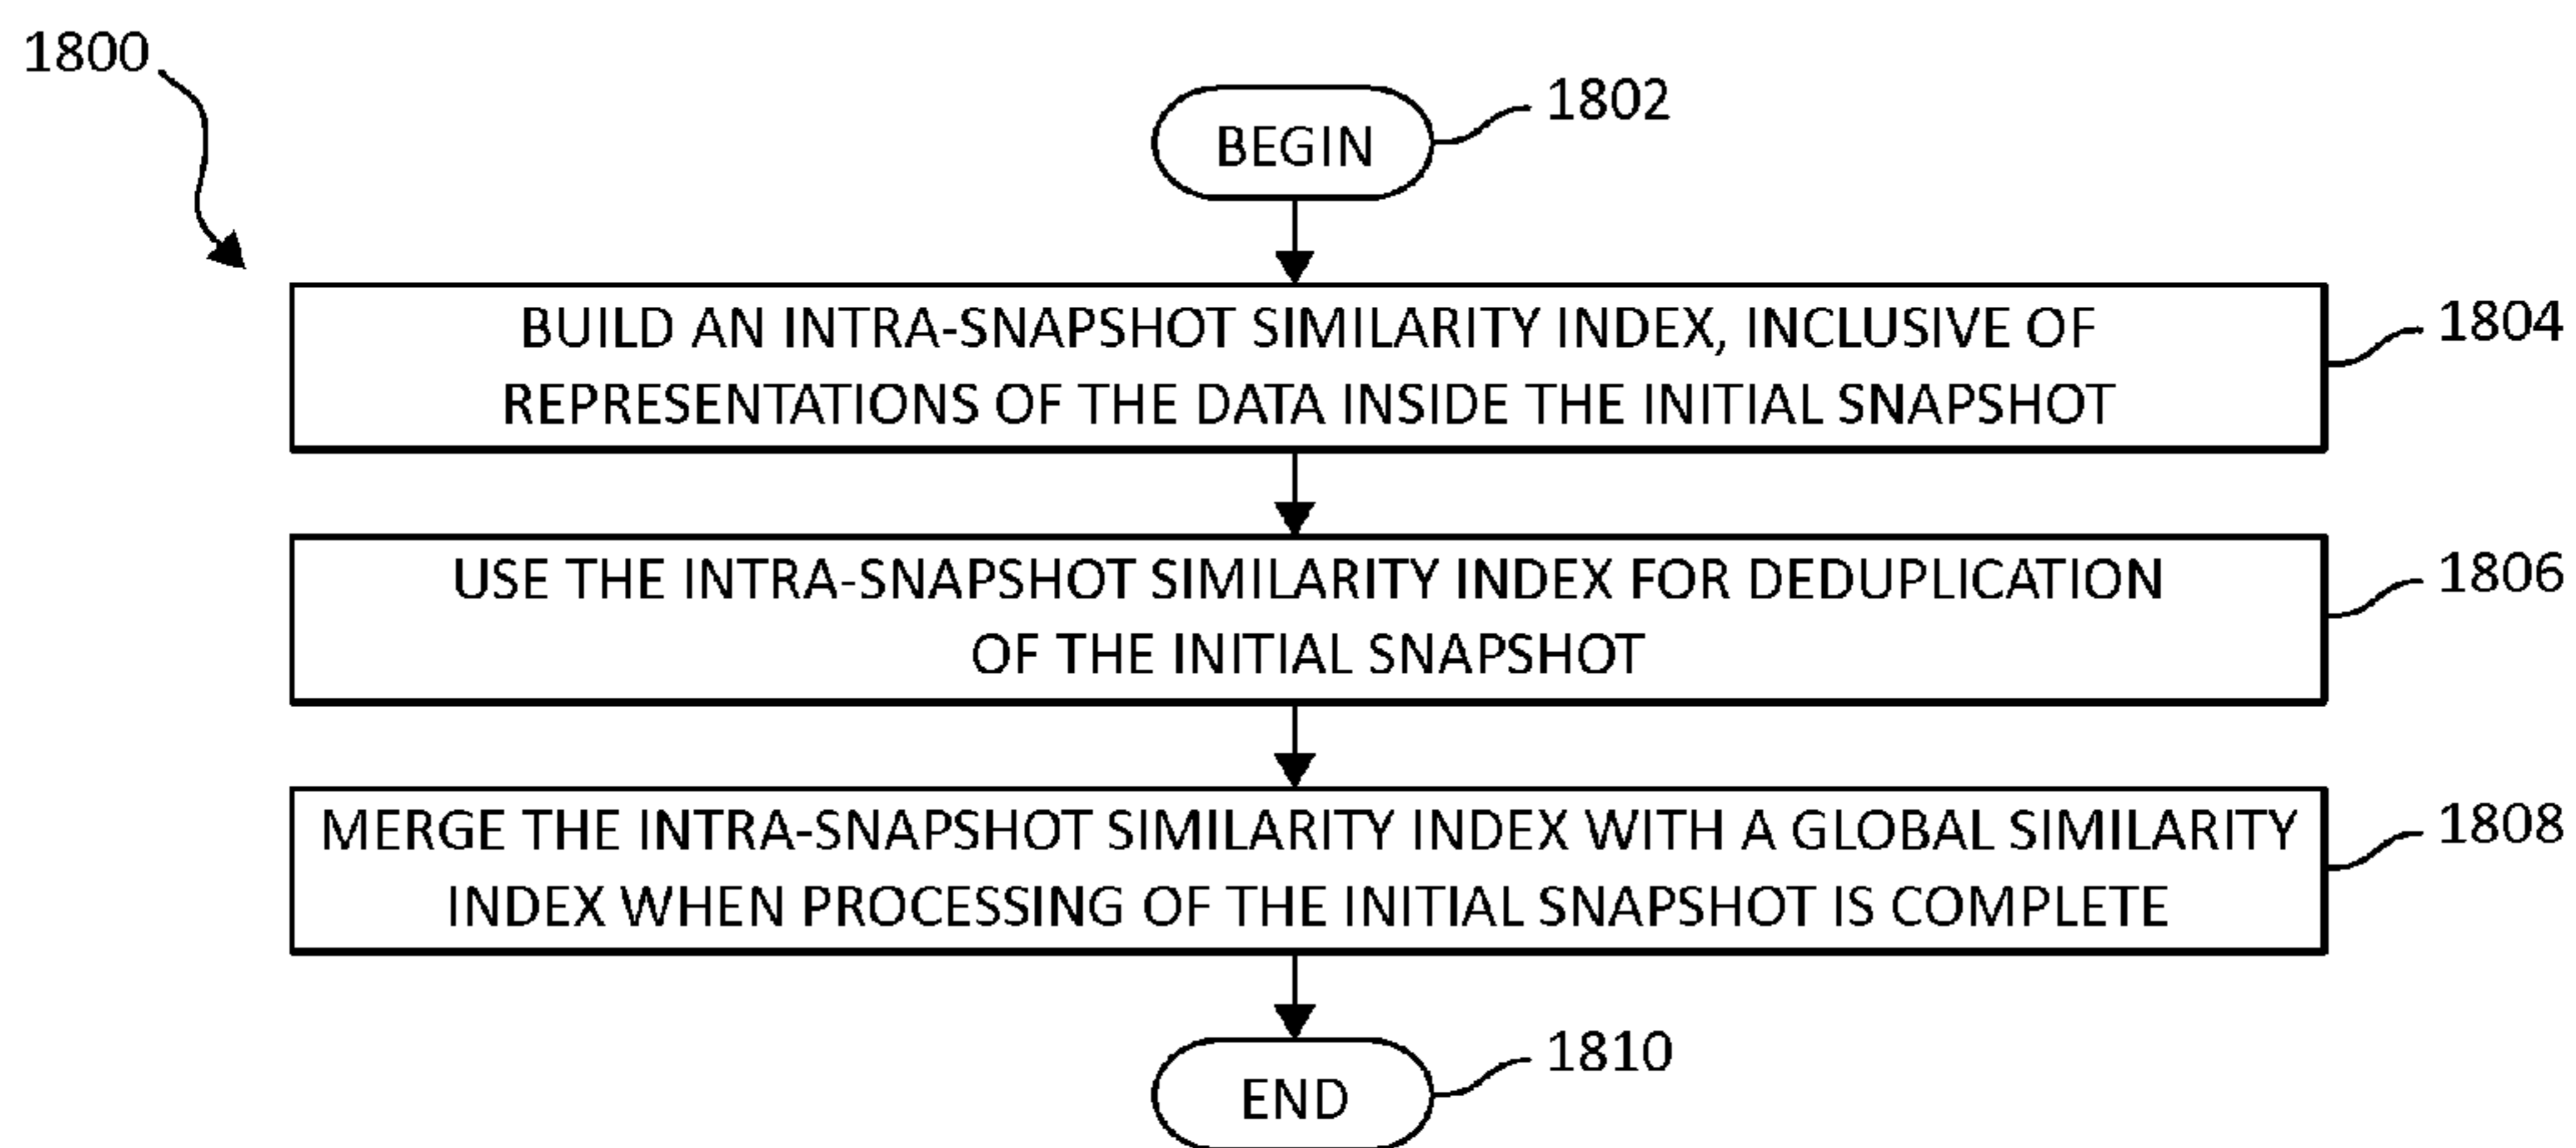 1800
BEGIN
1802
BUILD AN INTRA-SNAPSHOT SIMILARITY INDEX, INCLUSIVE OF
REPRESENTATIONS OF THE DATA INSIDE THE INITIAL SNAPSHOT
1804
USE THE INTRA-SNAPSHOT SIMILARITY INDEX FOR DEDUPLICATION
OF THE INITIAL SNAPSHOT
1806
MERGE THE INTRA-SNAPSHOT SIMILARITY INDEX WITH A GLOBAL SIMILARITY
INDEX WHEN PROCESSING OF THE INITIAL SNAPSHOT IS COMPLETE
1808
END
1810